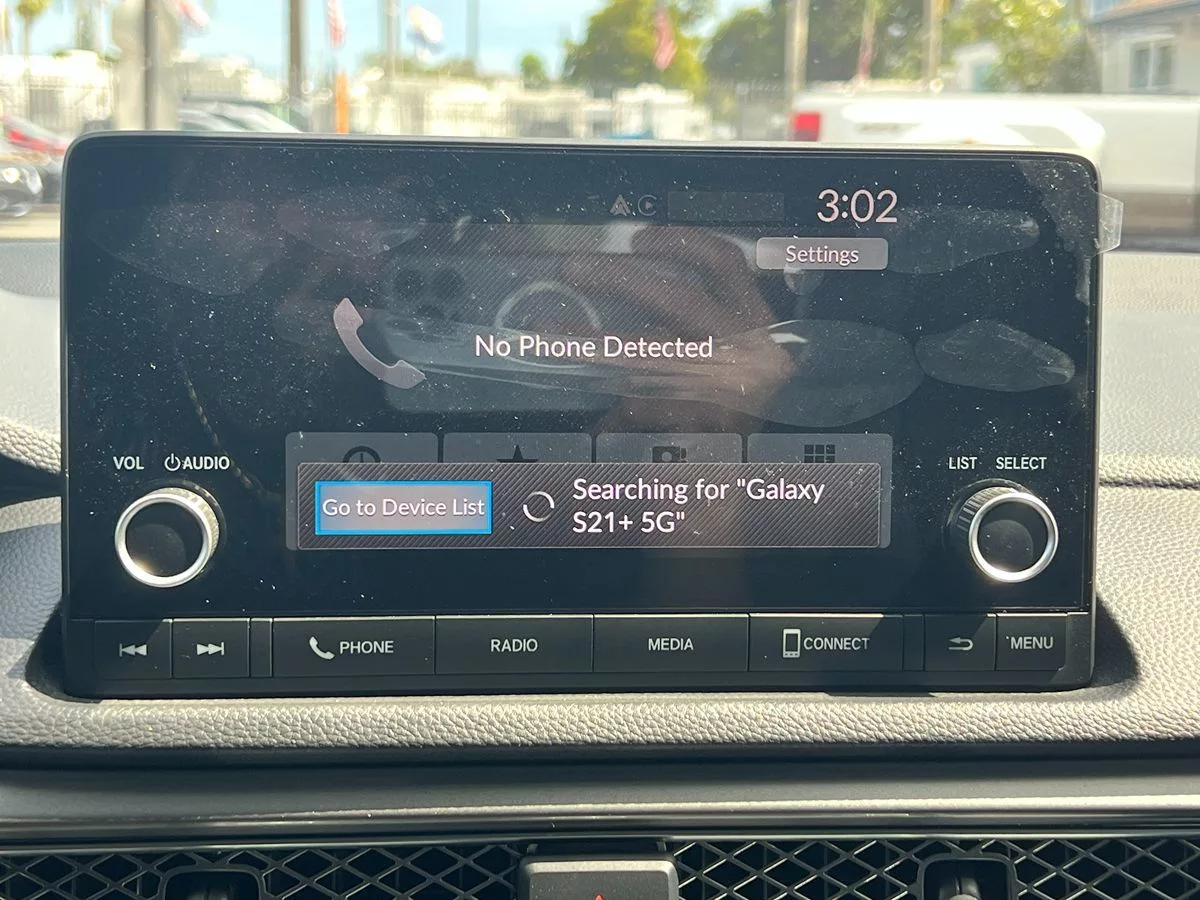 3:02
Settings
No Phone Detected
VOL AUDIO
LIST SELECT
Go to Device List
Searching for "Galaxy
S21+ 5G"
PHONE
RADIO
MEDIA
CONNECT
MENU